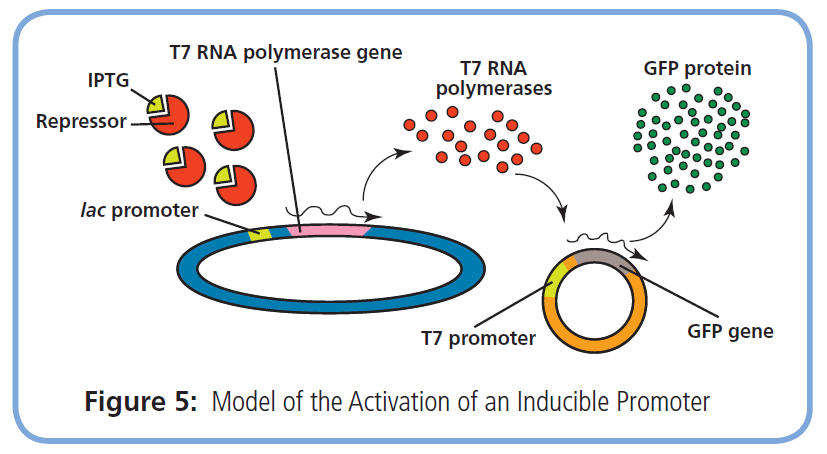 T7 RNA polymerase gene
IPTG
Repressor
lac promoter
T7 RNA
polymerases
GFP protein
T7 promoter
GFP gene
Figure 5: Model of the Activation of an Inducible Promoter